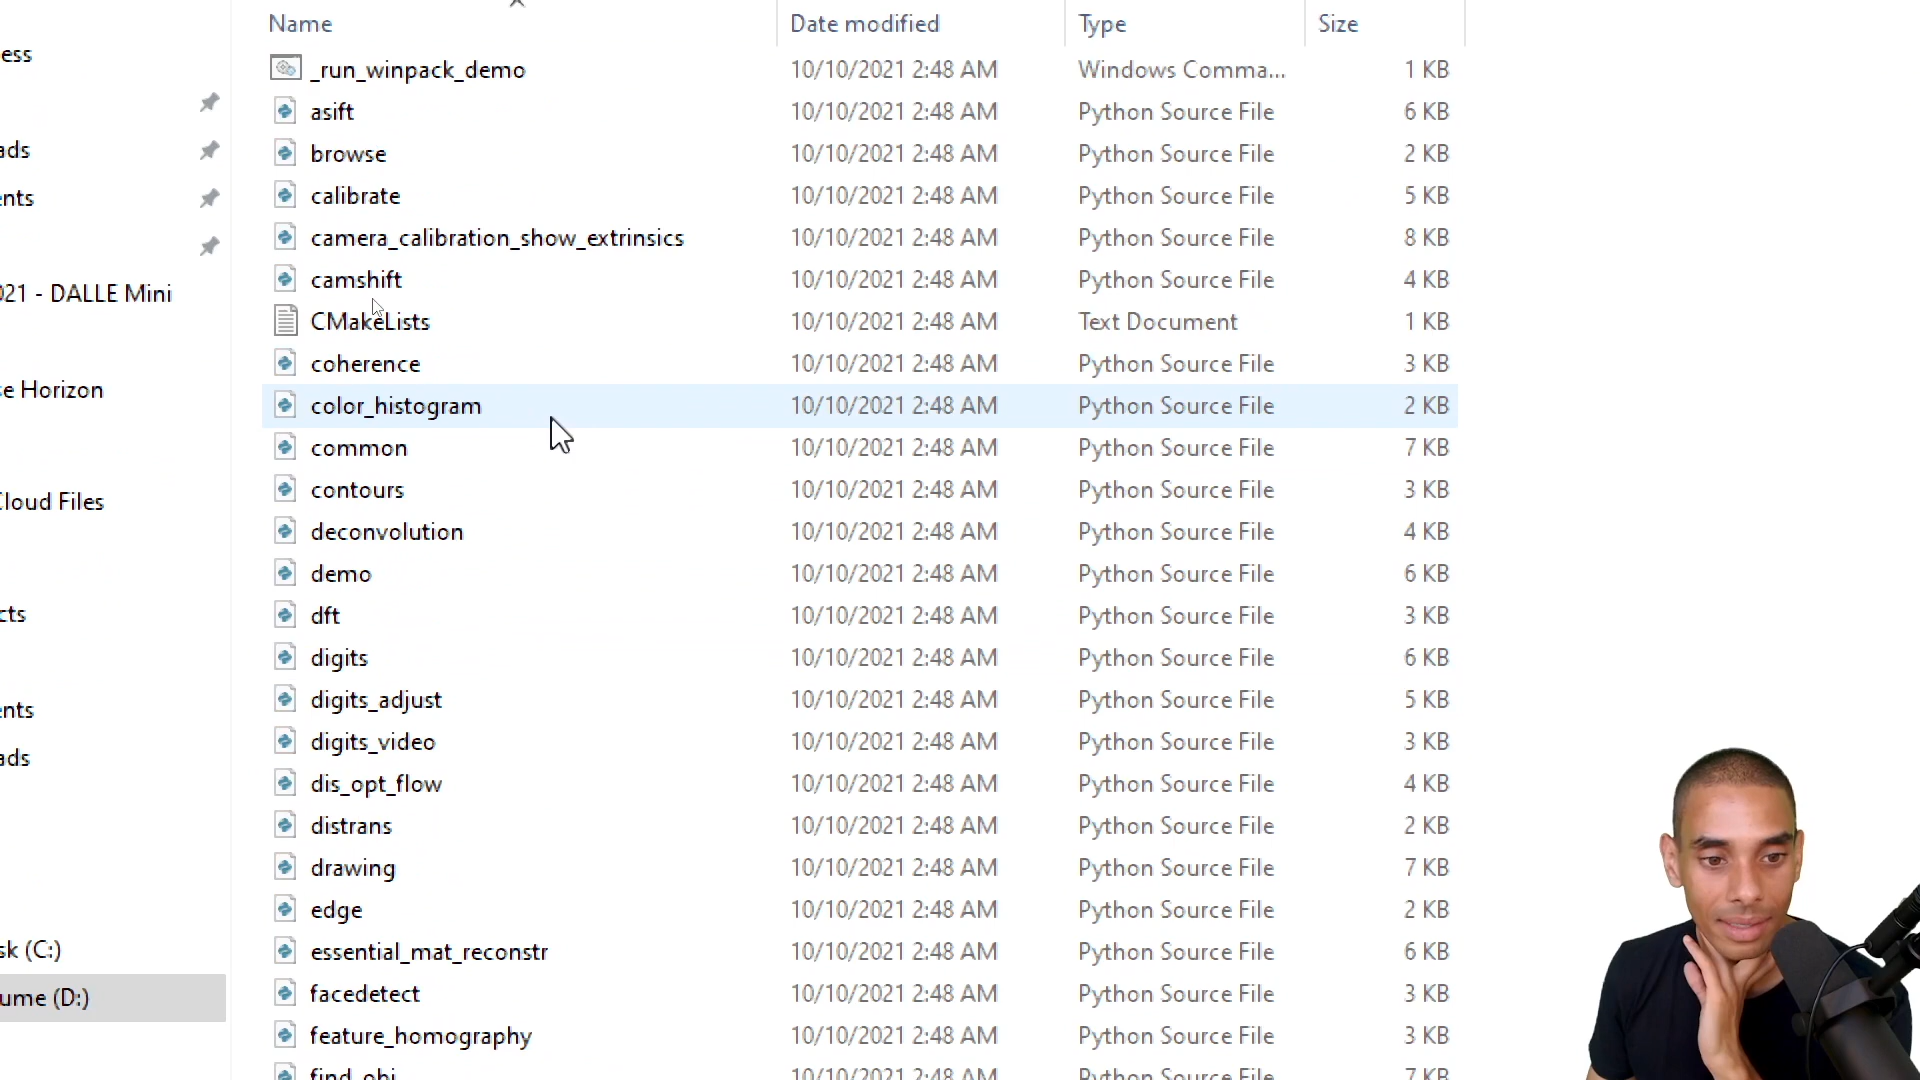 Name Date modified Type Size
ess
_run_winpack_demo 10/10/2021 2:48 AM Windows Comma... 1 KB
asift 10/10/2021 2:48 AM Python Source File 6 KB
ads browse 10/10/2021 2:48 AM Python Source File 2 KB
ents calibrate 10/10/2021 2:48 AM Python Source File 5 KB
camera_calibration_show_extrinsics 10/10/2021 2:48 AM Python Source File 8 KB
021 - DALLE Mini camshift 10/10/2021 2:48 AM Python Source File 4 KB
CMakeLists 10/10/2021 2:48 AM Text Document 1 KB
coherence 10/10/2021 2:48 AM Python Source File 3 KB
e Horizon color_histogram 10/10/2021 2:48 AM Python Source File 2 KB
common 10/10/2021 2:48 AM Python Source File 7 KB
Cloud Files contours 10/10/2021 2:48 AM Python Source File 3 KB
deconvolution 10/10/2021 2:48 AM Python Source File 4 KB
demo 10/10/2021 2:48 AM Python Source File 6 KB
cts dft 10/10/2021 2:48 AM Python Source File 3 KB
digits 10/10/2021 2:48 AM Python Source File 6 KB
ents digits_adjust 10/10/2021 2:48 AM Python Source File 5 KB
ads digits_video 10/10/2021 2:48 AM Python Source File 3 KB
dis_opt_flow 10/10/2021 2:48 AM Python Source File 4 KB
distrans 10/10/2021 2:48 AM Python Source File 2 KB
drawing 10/10/2021 2:48 AM Python Source File 7 KB
edge 10/10/2021 2:48 AM Python Source File 2 KB
sk (C:) essential_mat_reconstr 10/10/2021 2:48 AM Python Source File 6 KB
ume (D:) facedetect 10/10/2021 2:48 AM Python Source File 3 KB
feature_homography 10/10/2021 2:48 AM Python Source File 3 KB
find_obj 10/10/2021 2:48 AM Python Source File 7 KB